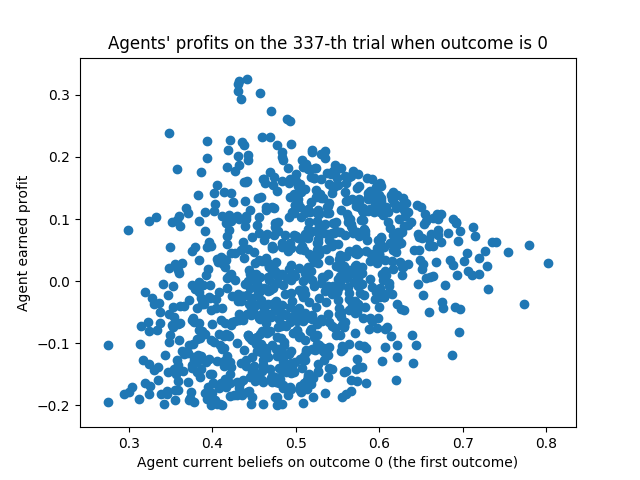 Agents' profits on the 337-th trial when outcome is 0
0.3
0.2
0.1
0.0
−0.1
−0.2
Agent earned profit
0.3 0.4 0.5 0.6 0.7 0.8
Agent current beliefs on outcome 0 (the first outcome)